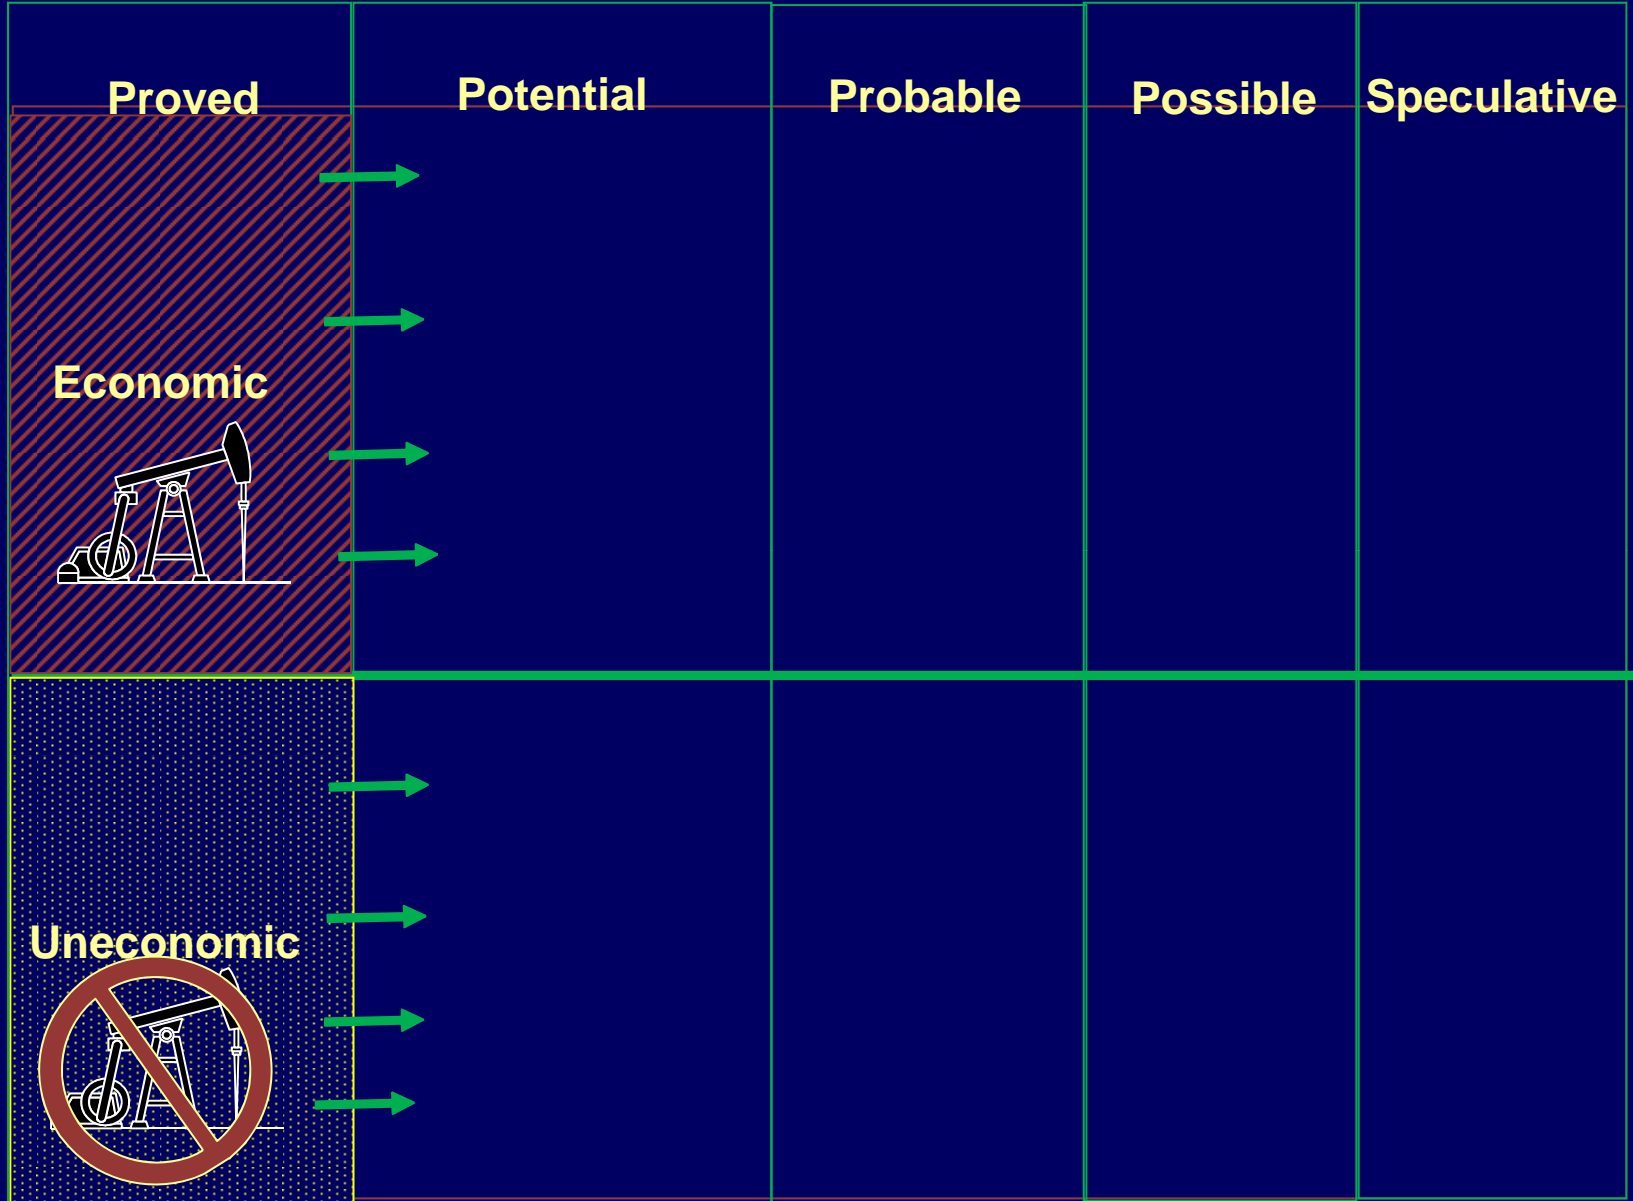 Proved
Potential
Probable
Possible
Speculative
Economic
Uneconomic